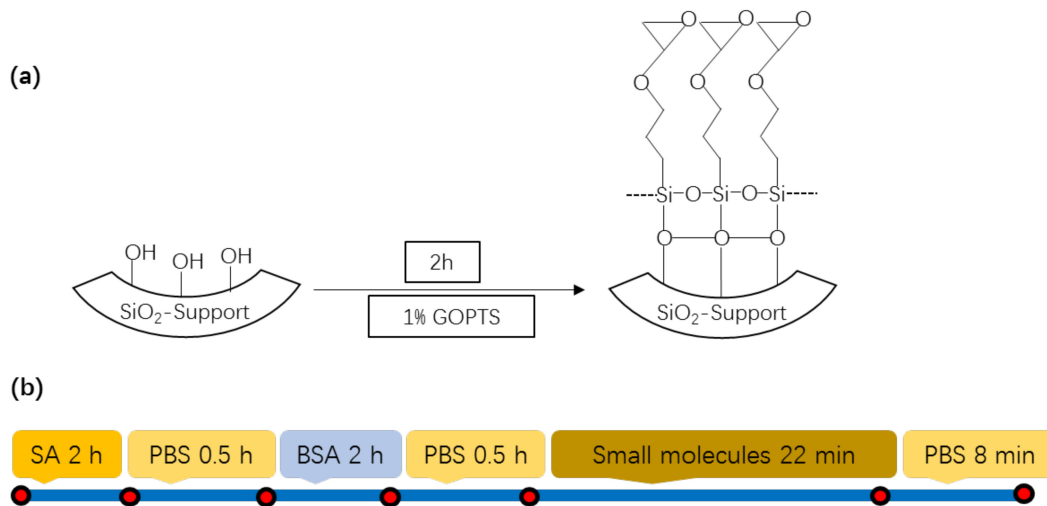 (a)
O O O
O O O
Si O Si O Si
OH OH OH
2h
O O O
SiO₂-Support
1% GOPTS
SiO₂-Support
(b)
SA 2 h PBS 0.5 h BSA 2 h PBS 0.5 h Small molecules 22 min PBS 8 min